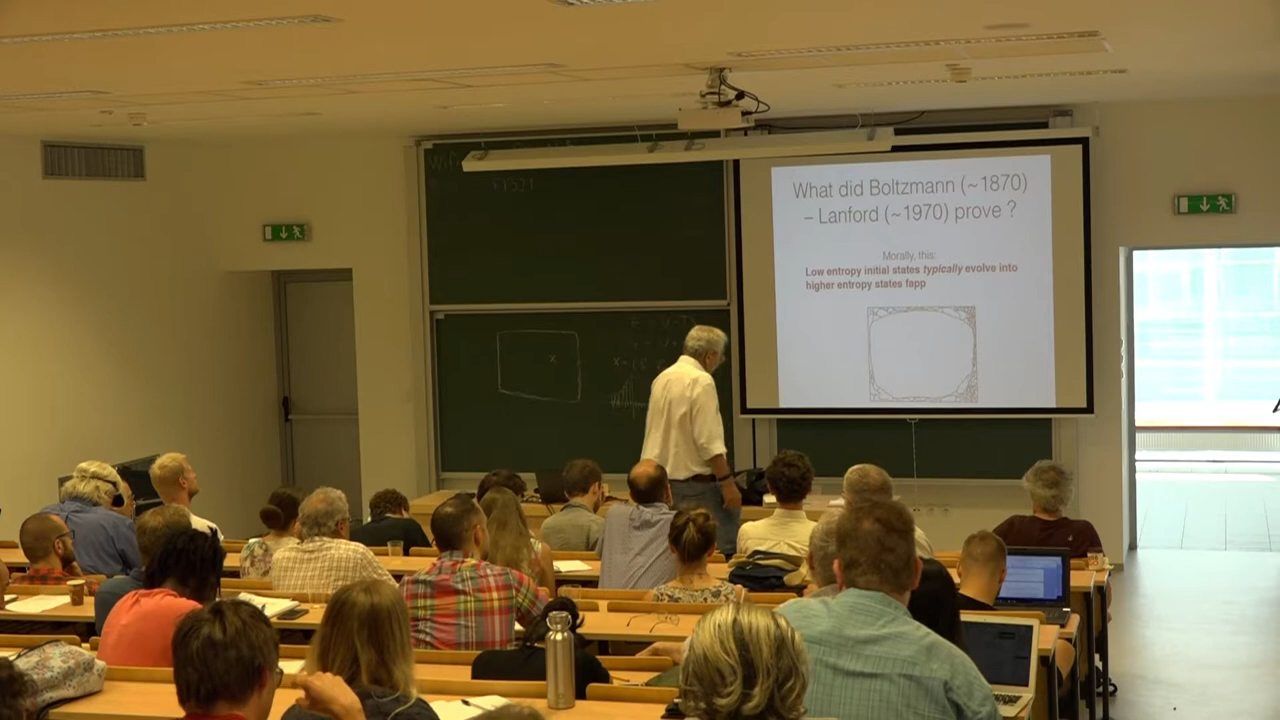 What did Boltzmann (~1870)
– Lanford (~1970) prove ?
Morally, this:
Low entropy initial states typically evolve into
higher entropy states fapp